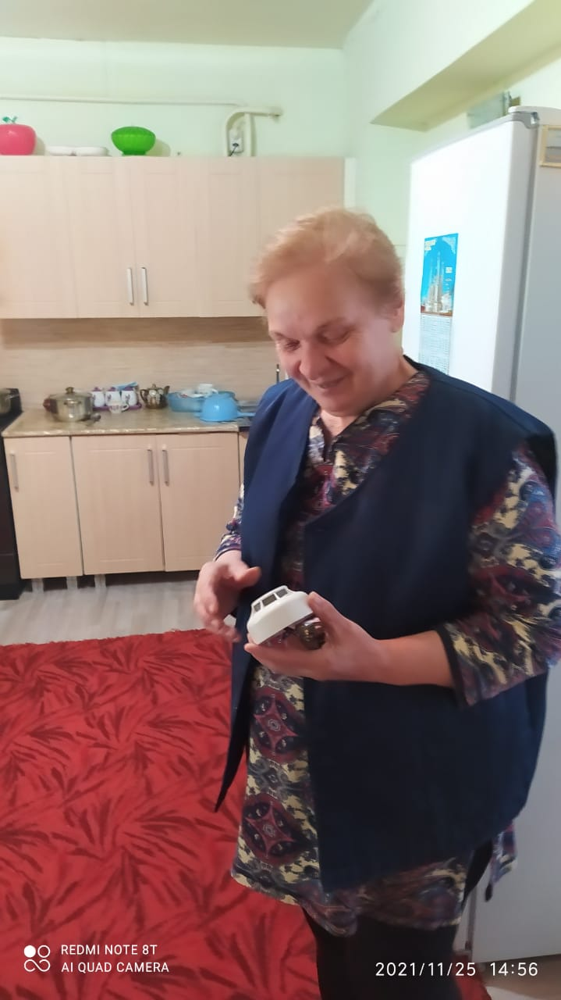 REDMI NOTE 8T
AI QUAD CAMERA
2021/11/25 14:56